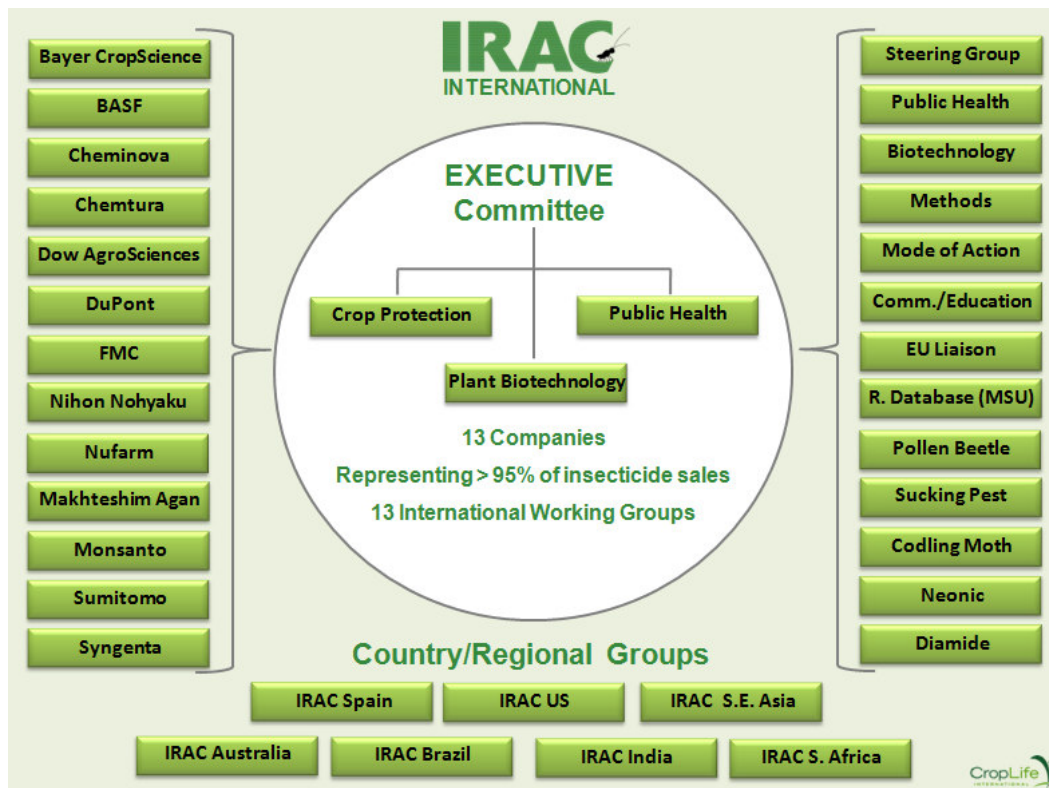 IRAC
INTERNATIONAL
Bayer CropScience
BASF
Cheminova
Chemtura
Dow AgroSciences
DuPont
FMC
Nihon Nohyaku
Nufarm
Makhteshim Agan
Monsanto
Sumitomo
Syngenta
EXECUTIVE
Committee
Crop Protection
Public Health
Plant Biotechnology
13 Companies
Representing > 95% of insecticide sales
13 International Working Groups
Steering Group
Public Health
Biotechnology
Methods
Mode of Action
Comm./Education
EU Liaison
R. Database (MSU)
Pollen Beetle
Sucking Pest
Codling Moth
Neonic
Diamide
Country/Regional Groups
IRAC Spain
IRAC US
IRAC S.E. Asia
IRAC Australia
IRAC Brazil
IRAC India
IRAC S. Africa
CropLife
INTERNATIONAL